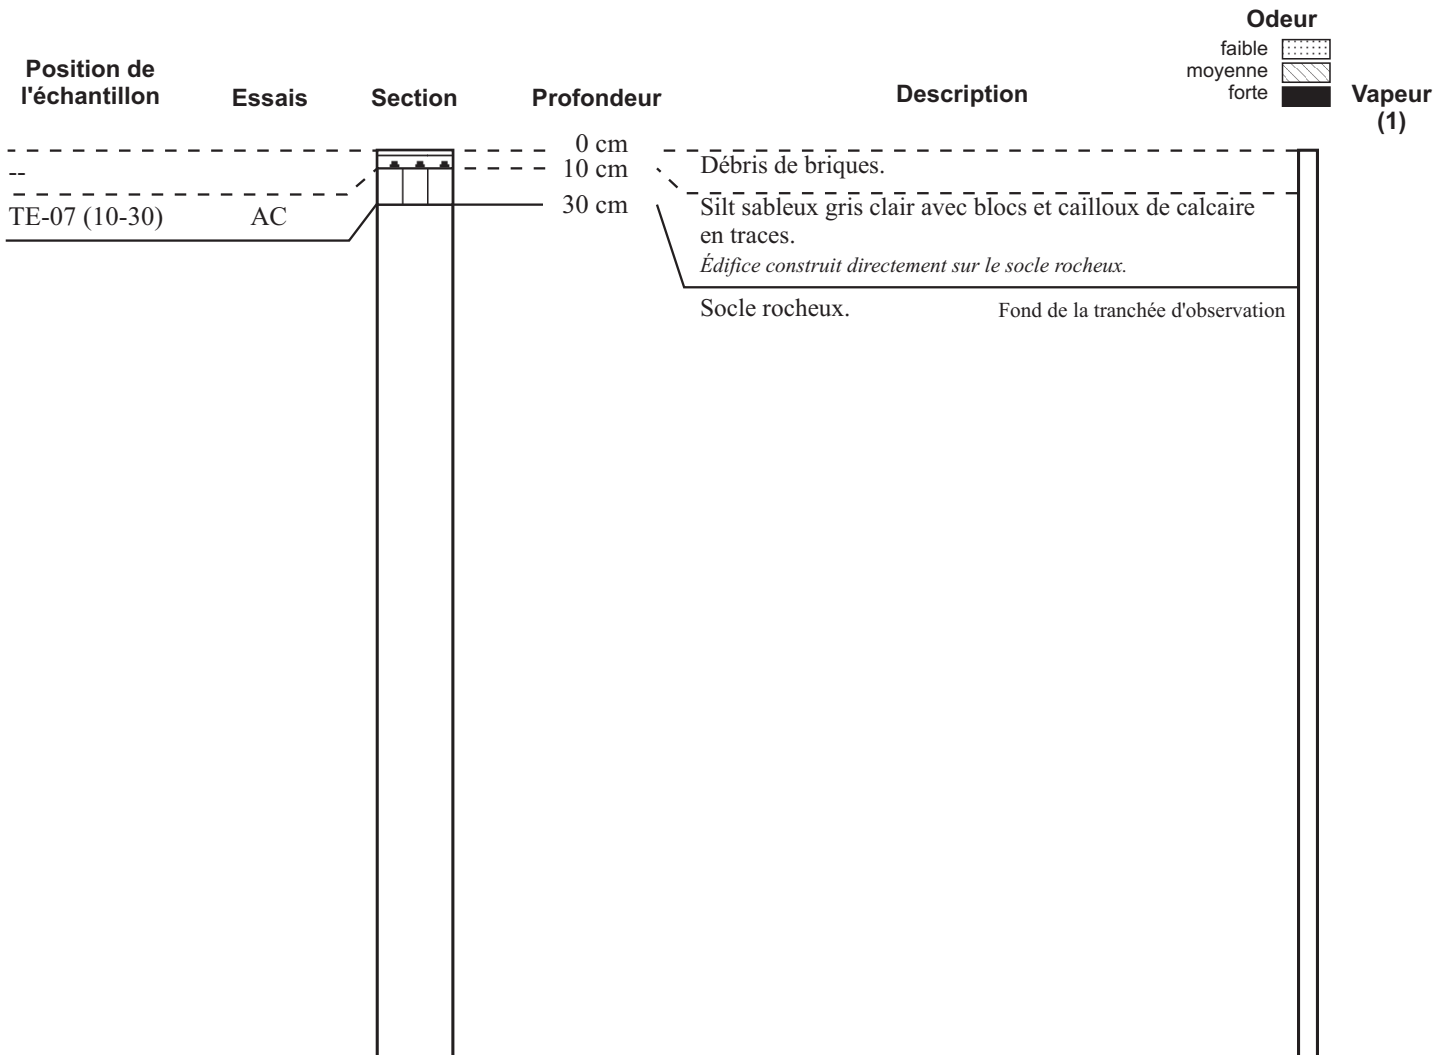 Odeur
faible
moyenne
forte
Position de
l'échantillon
Essais
Section
Profondeur
Description
Vapeur
(1)
0 cm
--
10 cm
Débris de briques.
TE-07 (10-30)
AC
30 cm
Silt sableux gris clair avec blocs et cailloux de calcaire
en traces.
Édifice construit directement sur le socle rocheux.
Socle rocheux.
Fond de la tranchée d'observation